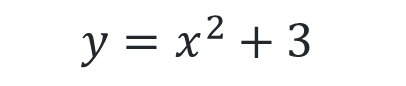 y = x² + 3